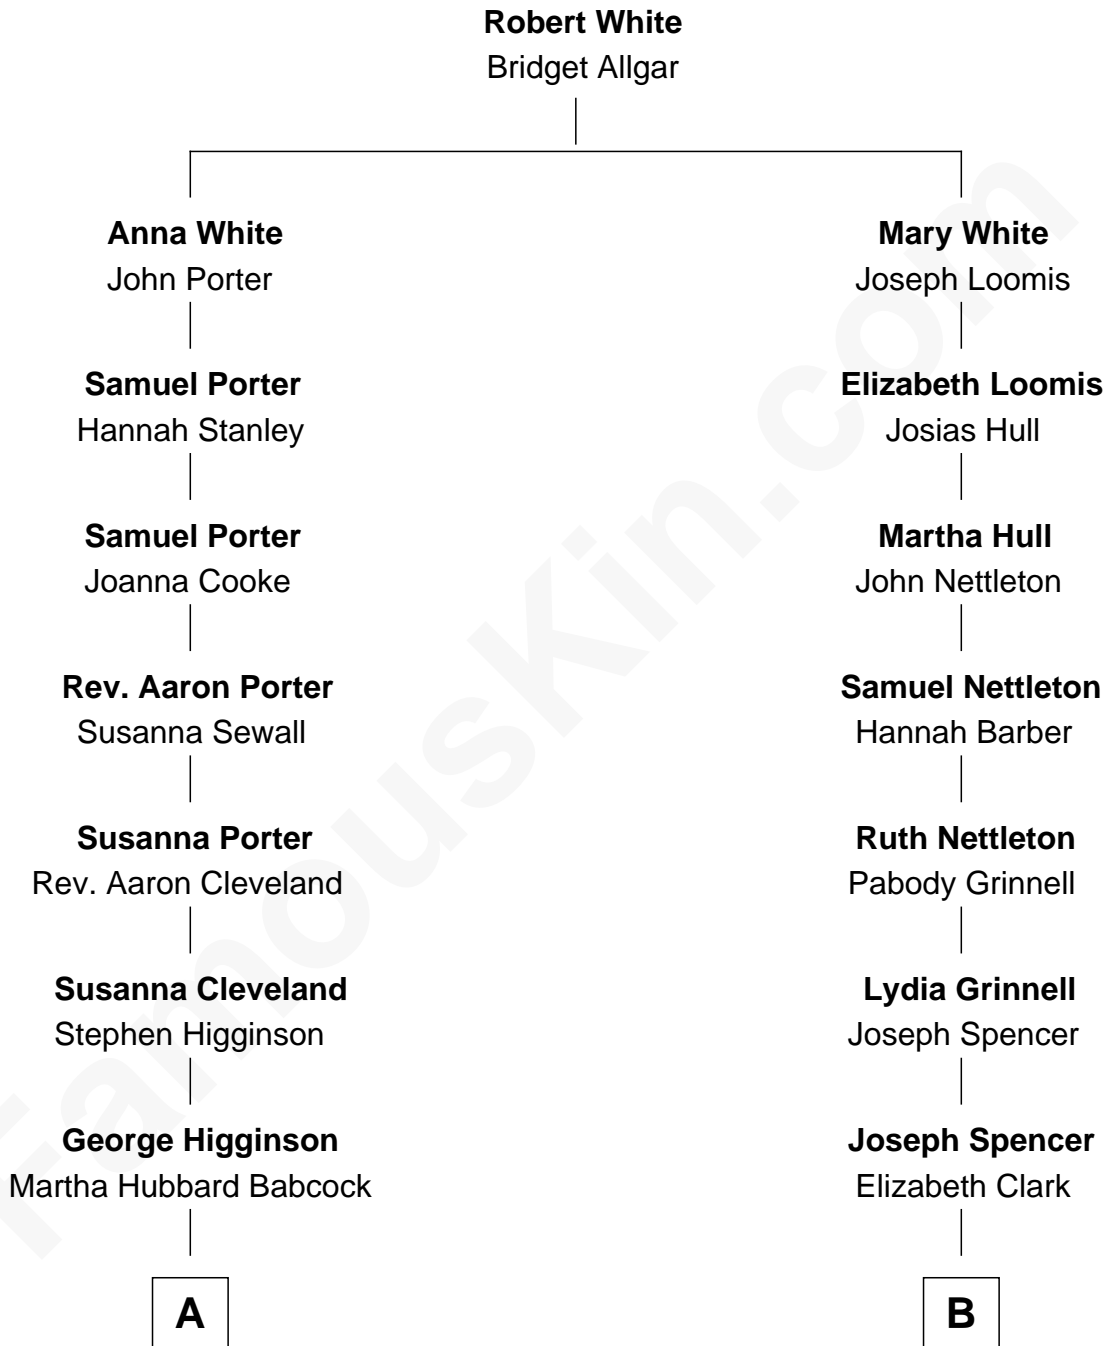 Robert White
Bridget Allgar
Anna White
John Porter
Mary White
Joseph Loomis
Samuel Porter
Hannah Stanley
Elizabeth Loomis
Josias Hull
Samuel Porter
Joanna Cooke
Martha Hull
John Nettleton
Rev. Aaron Porter
Susanna Sewall
Samuel Nettleton
Hannah Barber
Susanna Porter
Rev. Aaron Cleveland
Ruth Nettleton
Pabody Grinnell
Susanna Cleveland
Stephen Higginson
Lydia Grinnell
Joseph Spencer
George Higginson
Martha Hubbard Babcock
Joseph Spencer
Elizabeth Clark
A
B
FamousKin.com